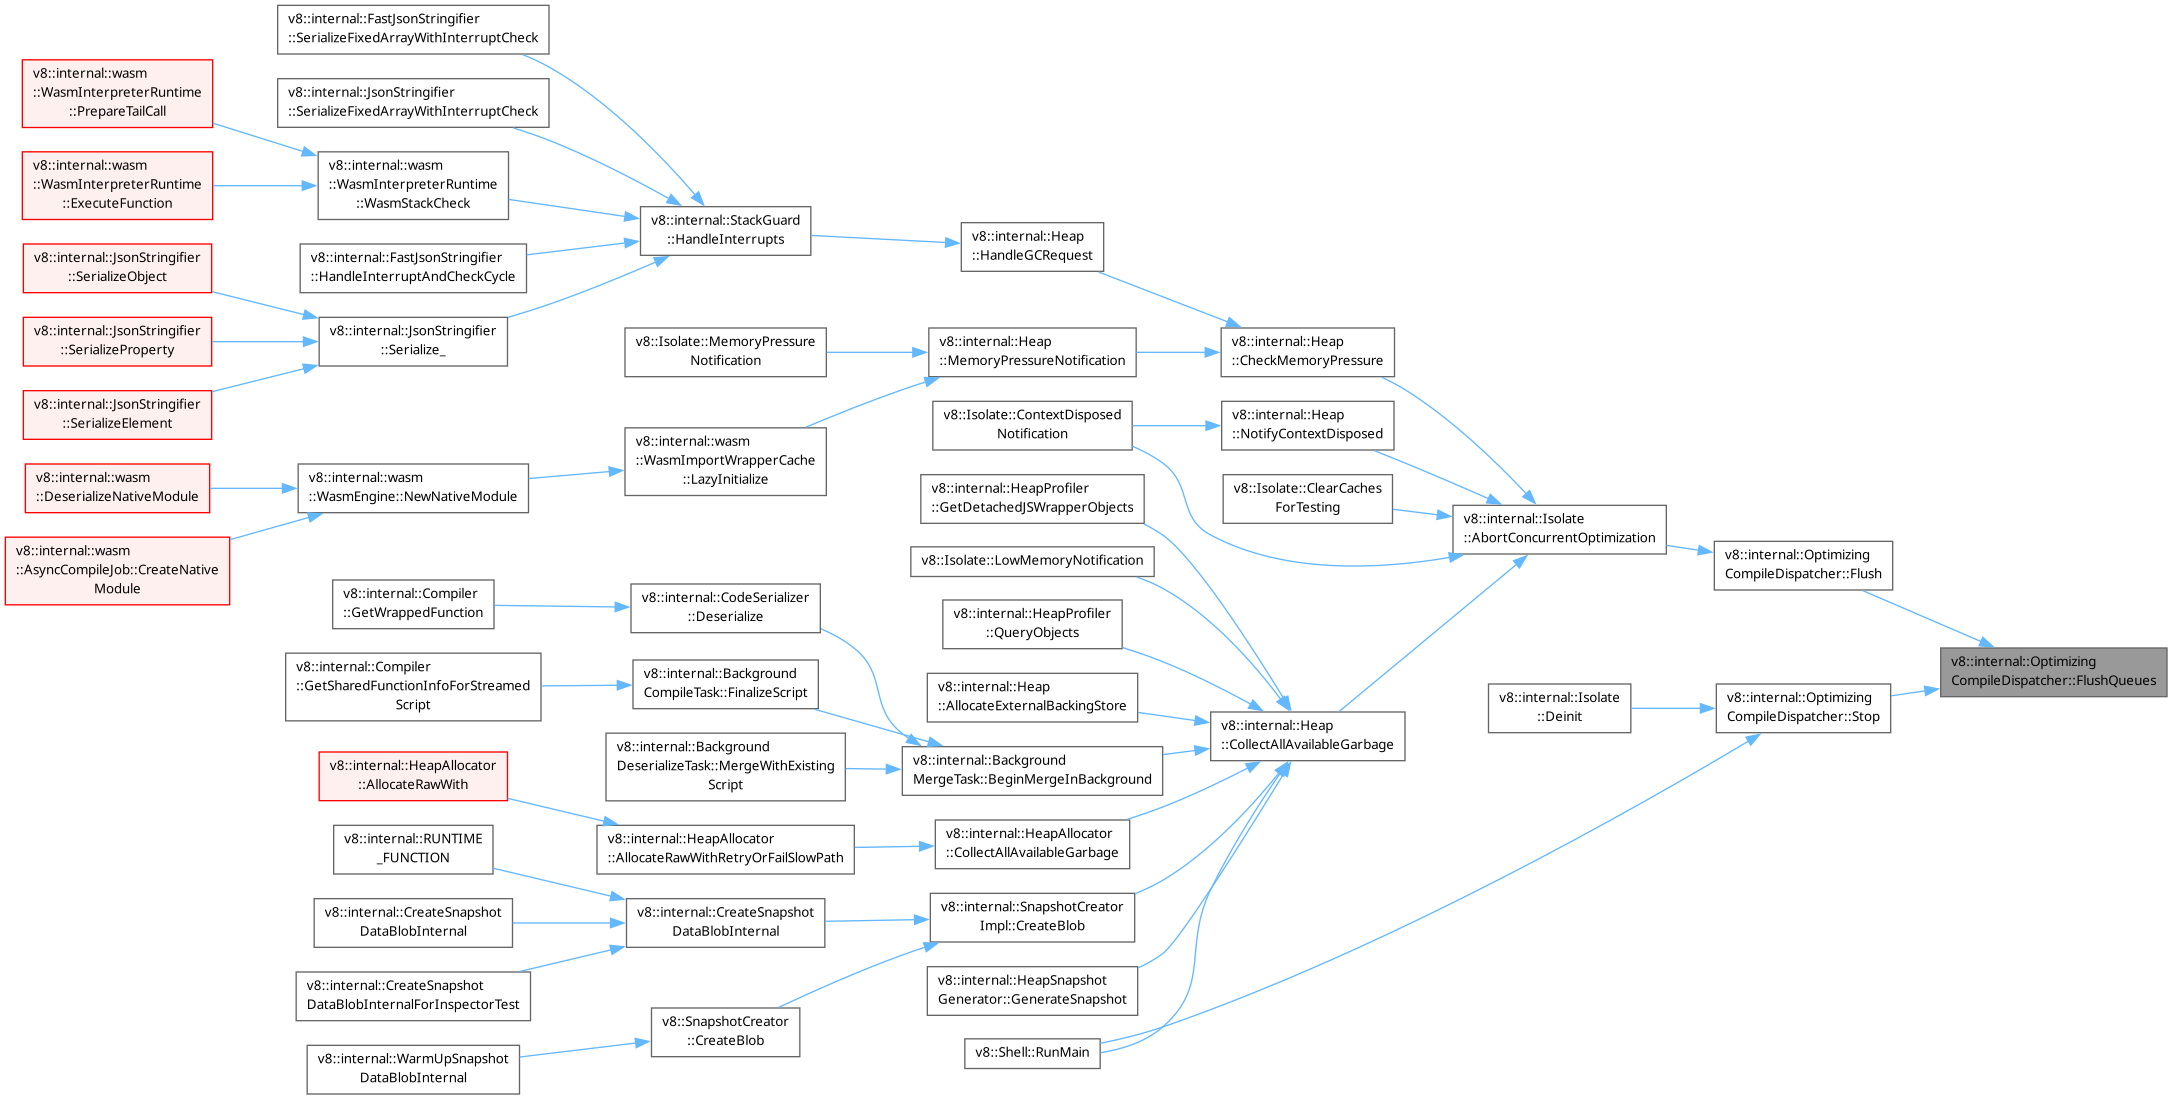 v8::internal::FastJsonStringifier
::SerializeFixedArrayWithInterruptCheck
v8::internal::wasm
::WasmInterpreterRuntime
::PrepareTailCall
v8::internal::JsonStringifier
::SerializeFixedArrayWithInterruptCheck
v8::internal::wasm
::WasmInterpreterRuntime
::ExecuteFunction
v8::internal::wasm
::WasmInterpreterRuntime
::WasmStackCheck
v8::internal::StackGuard
::HandleInterrupts
v8::internal::Heap
::HandleGCRequest
v8::internal::JsonStringifier
::SerializeObject
v8::internal::FastJsonStringifier
::HandleInterruptAndCheckCycle
v8::internal::JsonStringifier
::SerializeProperty
v8::internal::JsonStringifier
::Serialize_
v8::Isolate::MemoryPressure
Notification
v8::internal::Heap
::MemoryPressureNotification
v8::internal::Heap
::CheckMemoryPressure
v8::internal::JsonStringifier
::SerializeElement
v8::Isolate::ContextDisposed
Notification
v8::internal::Heap
::NotifyContextDisposed
v8::internal::wasm
::WasmImportWrapperCache
::LazyInitialize
v8::internal::wasm
::DeserializeNativeModule
v8::internal::wasm
::WasmEngine::NewNativeModule
v8::internal::HeapProfiler
::GetDetachedJSWrapperObjects
v8::Isolate::ClearCaches
ForTesting
v8::internal::Isolate
::AbortConcurrentOptimization
v8::internal::wasm
::AsyncCompileJob::CreateNative
Module
v8::Isolate::LowMemoryNotification
v8::internal::Optimizing
CompileDispatcher::Flush
v8::internal::Compiler
::GetWrappedFunction
v8::internal::CodeSerializer
::Deserialize
v8::internal::HeapProfiler
::QueryObjects
v8::internal::Optimizing
CompileDispatcher::FlushQueues
v8::internal::Compiler
::GetSharedFunctionInfoForStreamed
Script
v8::internal::Background
CompileTask::FinalizeScript
v8::internal::Heap
::AllocateExternalBackingStore
v8::internal::Isolate
::Deinit
v8::internal::Optimizing
CompileDispatcher::Stop
v8::internal::Heap
::CollectAllAvailableGarbage
v8::internal::Background
DeserializeTask::MergeWithExisting
Script
v8::internal::Background
MergeTask::BeginMergeInBackground
v8::internal::HeapAllocator
::AllocateRawWith
v8::internal::RUNTIME
_FUNCTION
v8::internal::HeapAllocator
::AllocateRawWithRetryOrFailSlowPath
v8::internal::HeapAllocator
::CollectAllAvailableGarbage
v8::internal::CreateSnapshot
DataBlobInternal
v8::internal::CreateSnapshot
DataBlobInternal
v8::internal::SnapshotCreator
Impl::CreateBlob
v8::internal::CreateSnapshot
DataBlobInternalForInspectorTest
v8::internal::HeapSnapshot
Generator::GenerateSnapshot
v8::SnapshotCreator
::CreateBlob
v8::Shell::RunMain
v8::internal::WarmUpSnapshot
DataBlobInternal